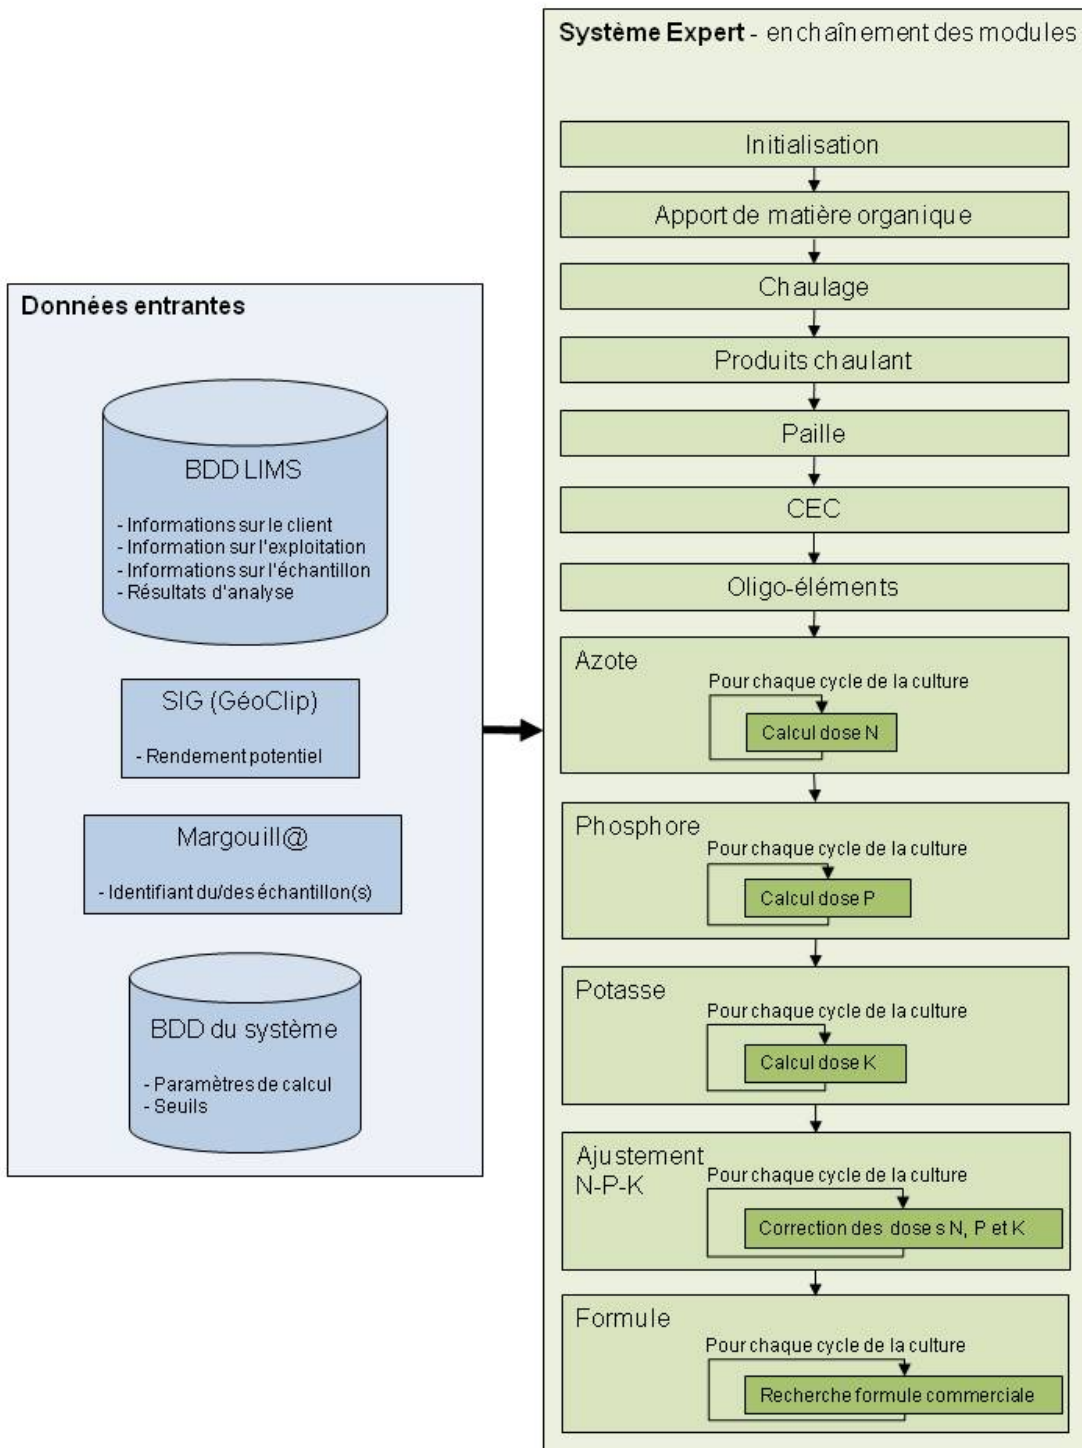 Système Expert - enchaînement des modules
Initialisation
Apport de matière organique
Chaulage
Produits chaulant
Paille
CEC
Oligo-éléments
Azote
Pour chaque cycle de la culture
Calcul dose N
Phosphore
Pour chaque cycle de la culture
Calcul dose P
Potasse
Pour chaque cycle de la culture
Calcul dose K
Ajustement
N-P-K
Pour chaque cycle de la culture
Correction des dose s N, P et K
Formule
Pour chaque cycle de la culture
Recherche formule commerciale
Données entrantes
BDD LIMS
- Informations sur le client
- Information sur l'exploitation
- Informations sur l'échantillon
- Résultats d'analyse
SIG (GéoClip)
- Rendement potentiel
Margouill@
- Identifiant du/des échantillon(s)
BDD du système
- Paramètres de calcul
- Seuils